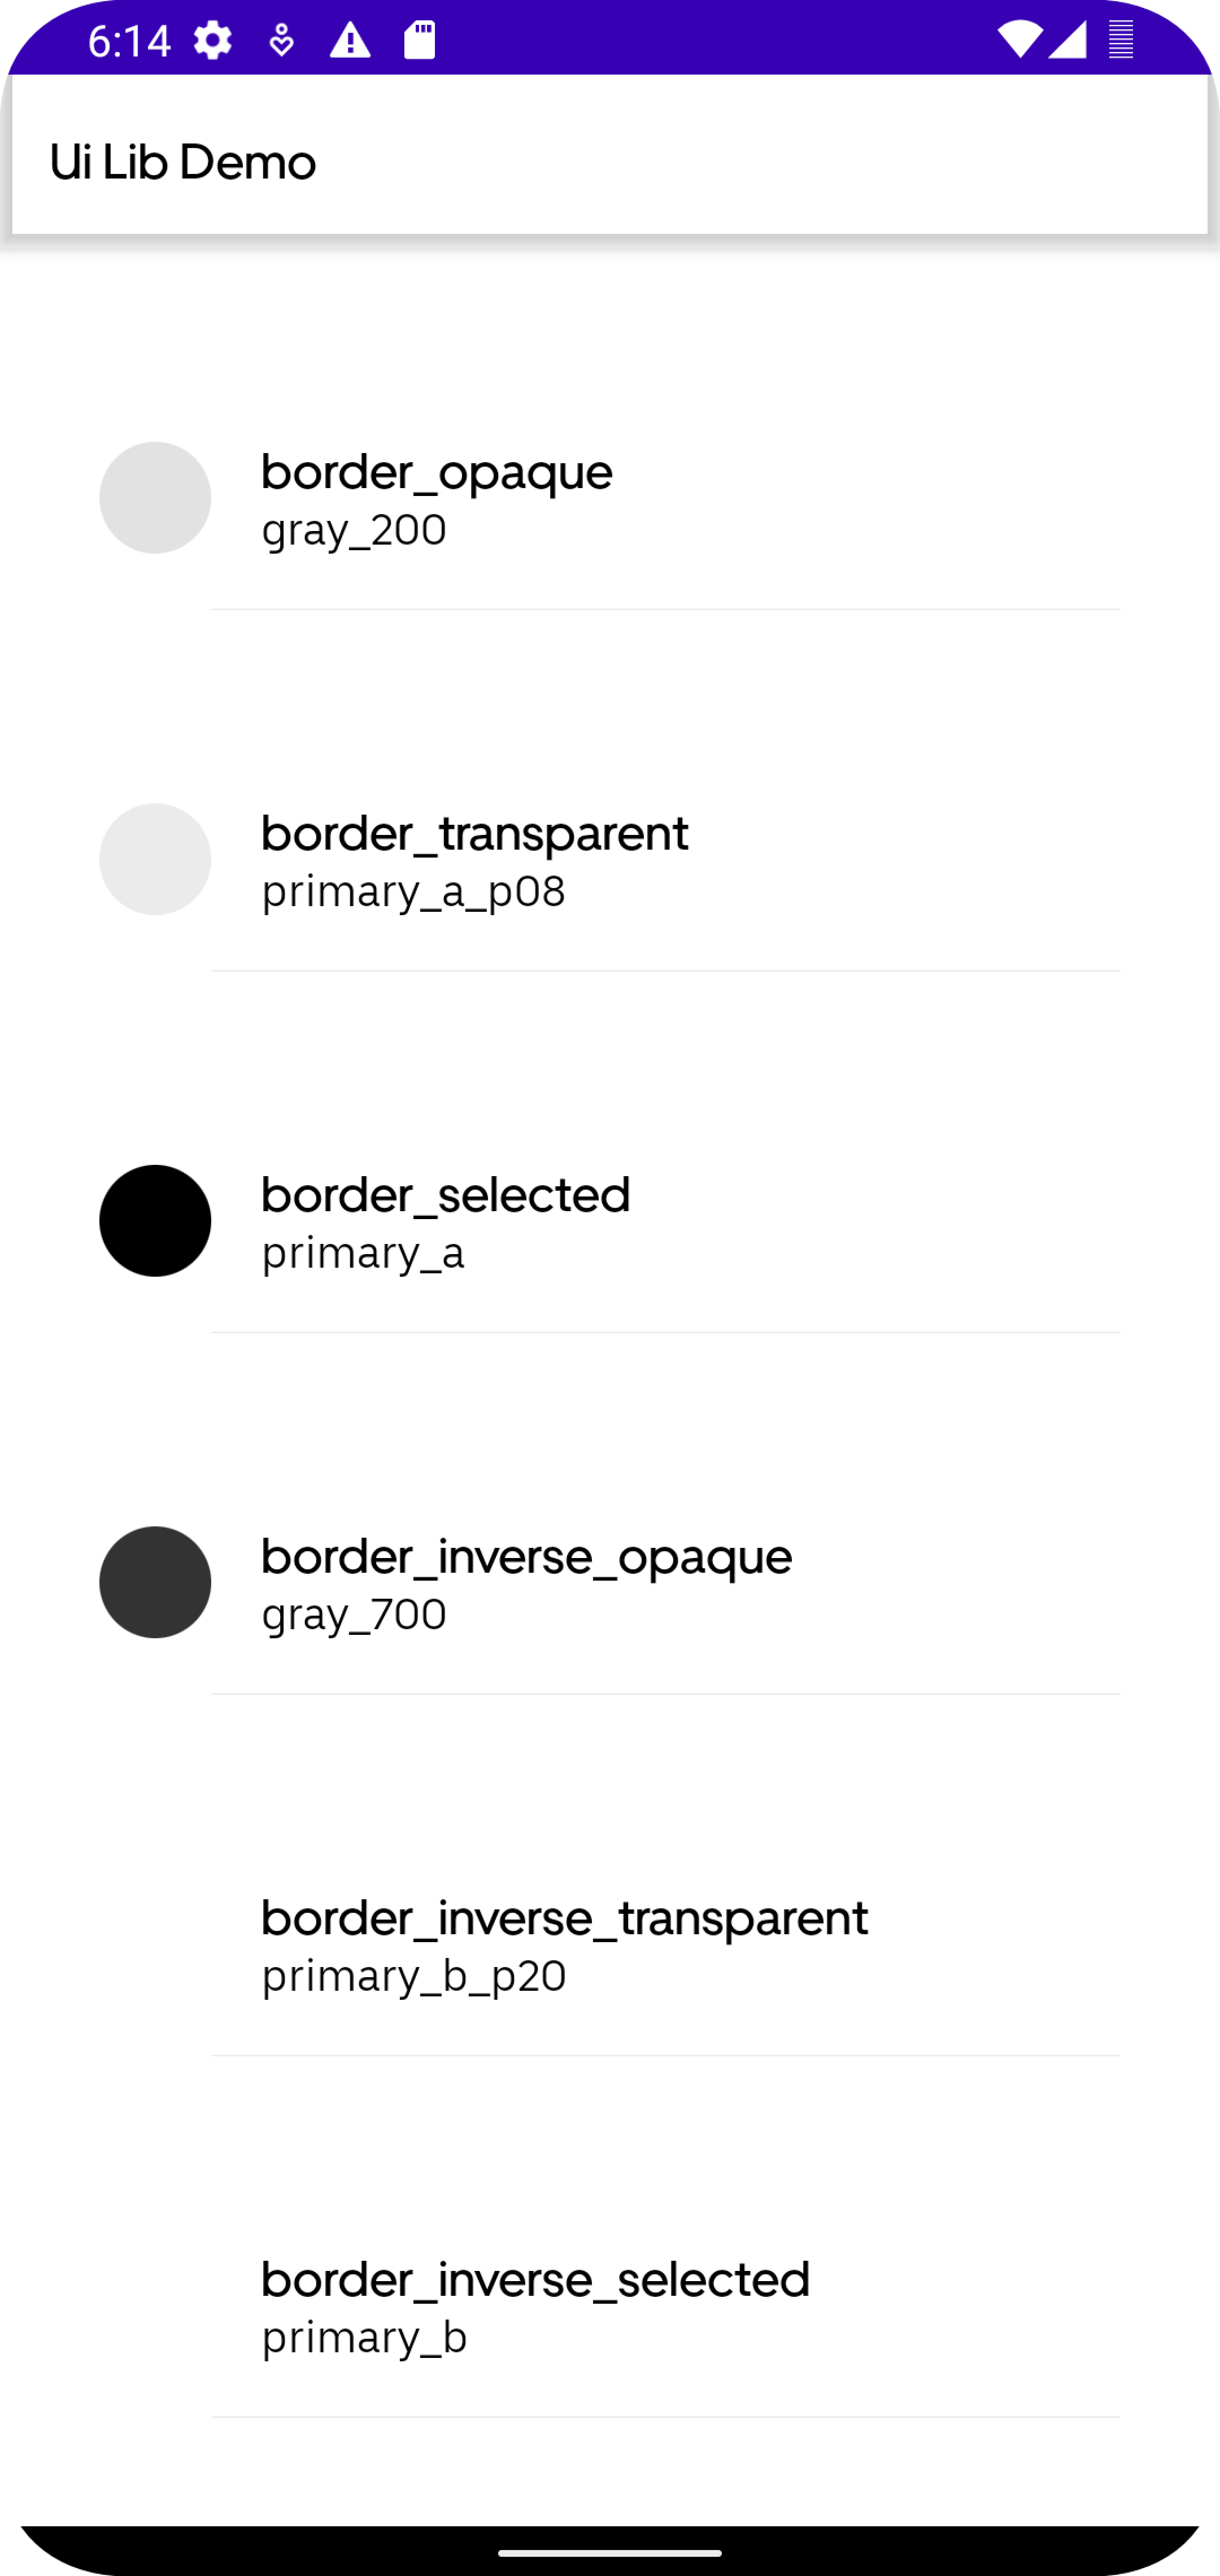 6:14
Ui Lib Demo
border_opaque
gray_200
border_transparent
primary_a_p08
border_selected
primary_a
border_inverse_opaque
gray_700
border_inverse_transparent
primary_b_p20
border_inverse_selected
primary_b